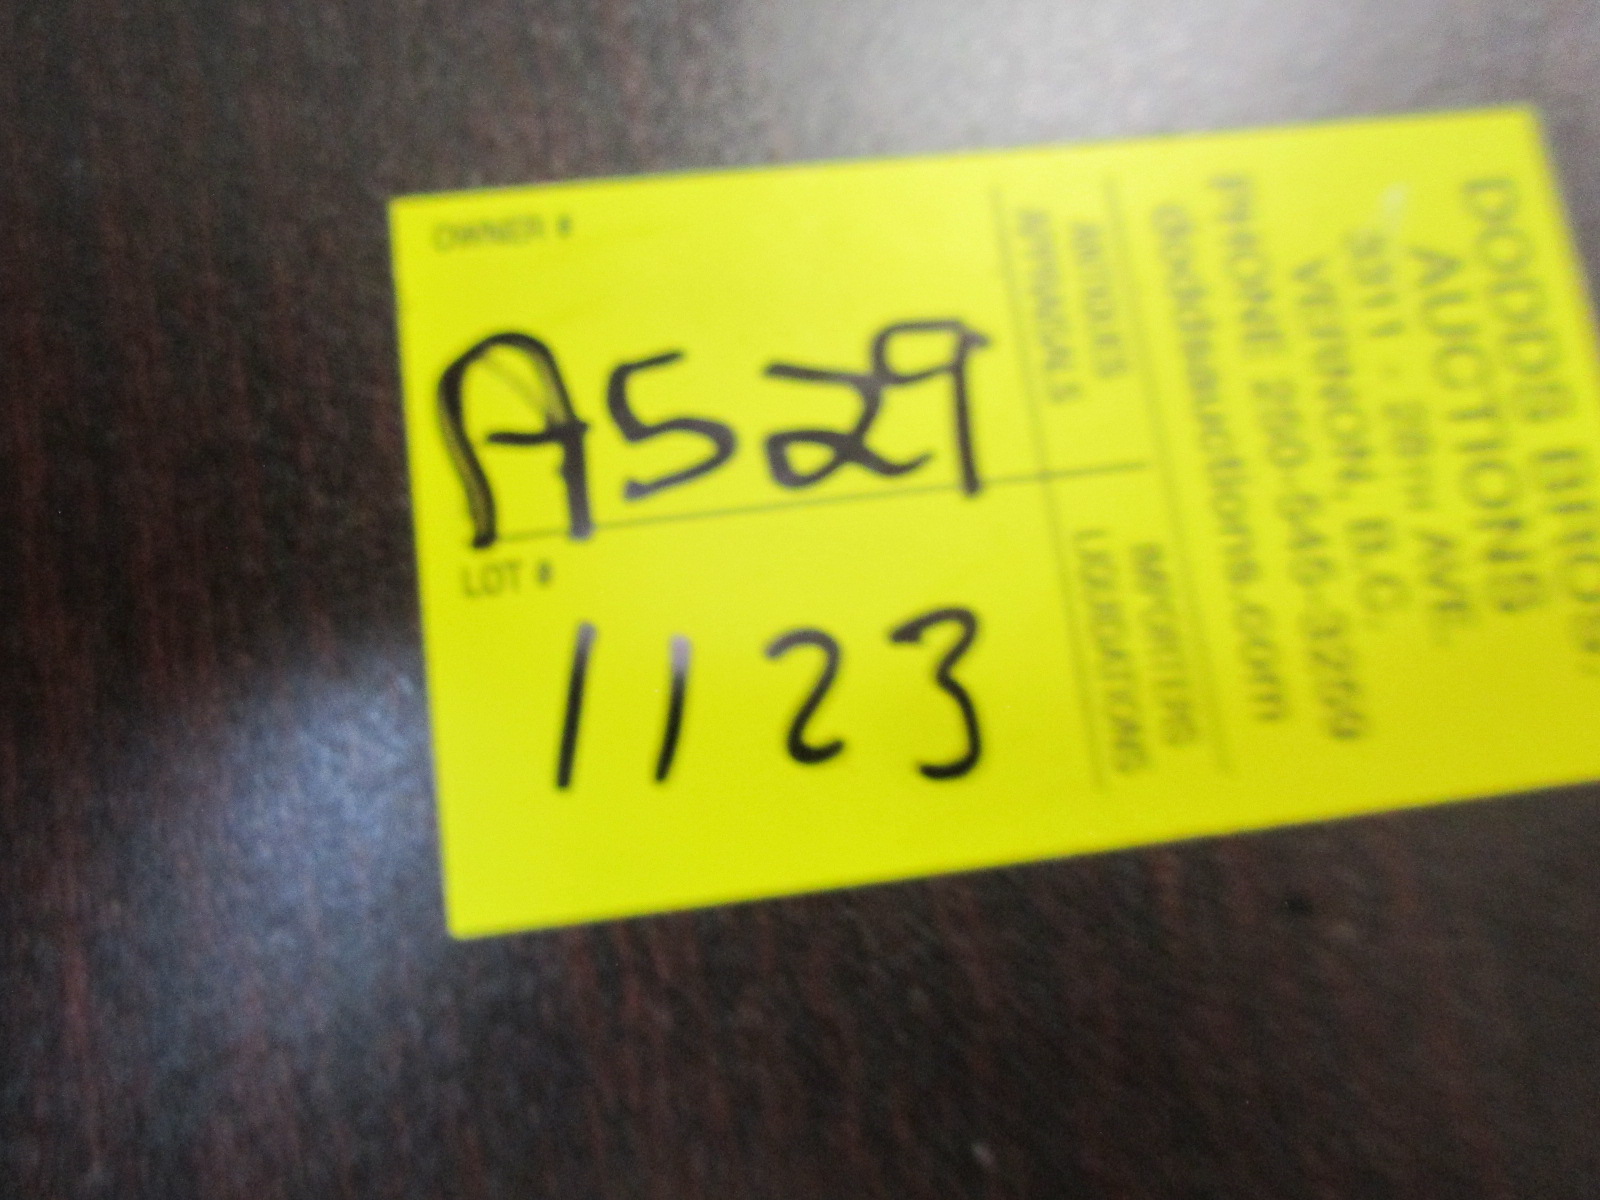 OWNER #
A529
LOT #
1123
DODDS BROS
AUCTIONS
3311 - 28TH AVE.
VERNON, B.C.
PHONE 250-545-3259
doddsauctions.com
ANTIQUES
APPRAISALS
IMPORTERS
LIQUIDATIONS